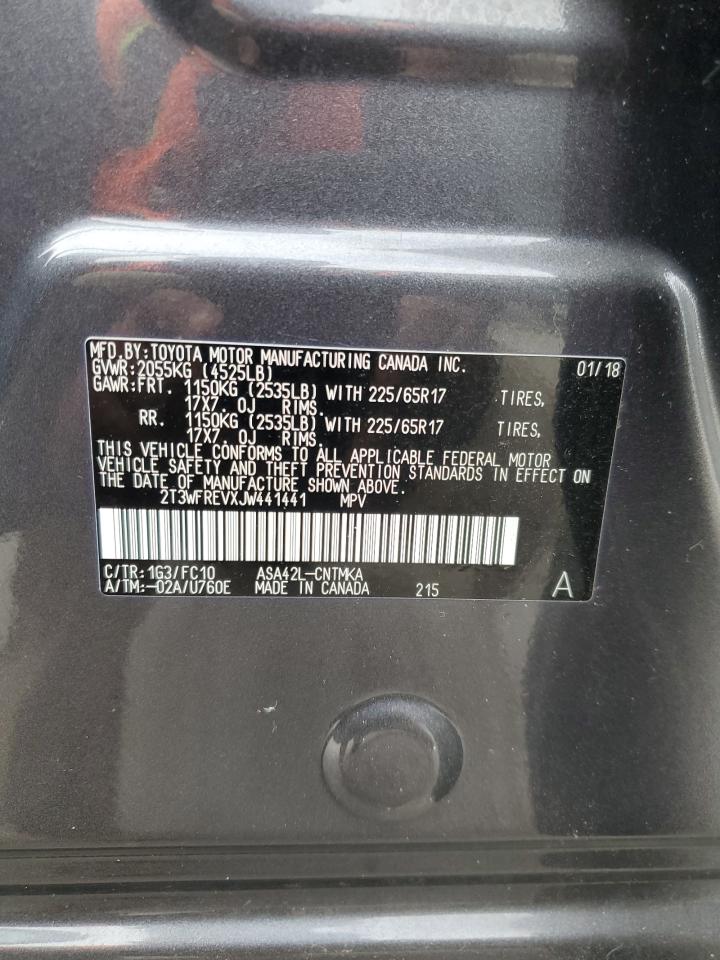 MFD.BY:TOYOTA MOTOR MANUFACTURING CANADA INC. 01/18
GVWR:2055KG (4525LB)
GAWR:FRT. 1150KG (2535LB) WITH 225/65R17 TIRES,
17X7. 0J RIMS.
RR. 1150KG (2535LB) WITH 225/65R17 TIRES,
17X7. 0J RIMS.
THIS VEHICLE CONFORMS TO ALL APPLICABLE FEDERAL MOTOR
VEHICLE SAFETY AND THEFT PREVENTION STANDARDS IN EFFECT ON
THE DATE OF MANUFACTURE SHOWN ABOVE.
2T3WFREVXJW441441 MPV
C/TR:1G3/FC10 ASA42L-CNTMKA
A/TM:-02A/U760E MADE IN CANADA 215 A